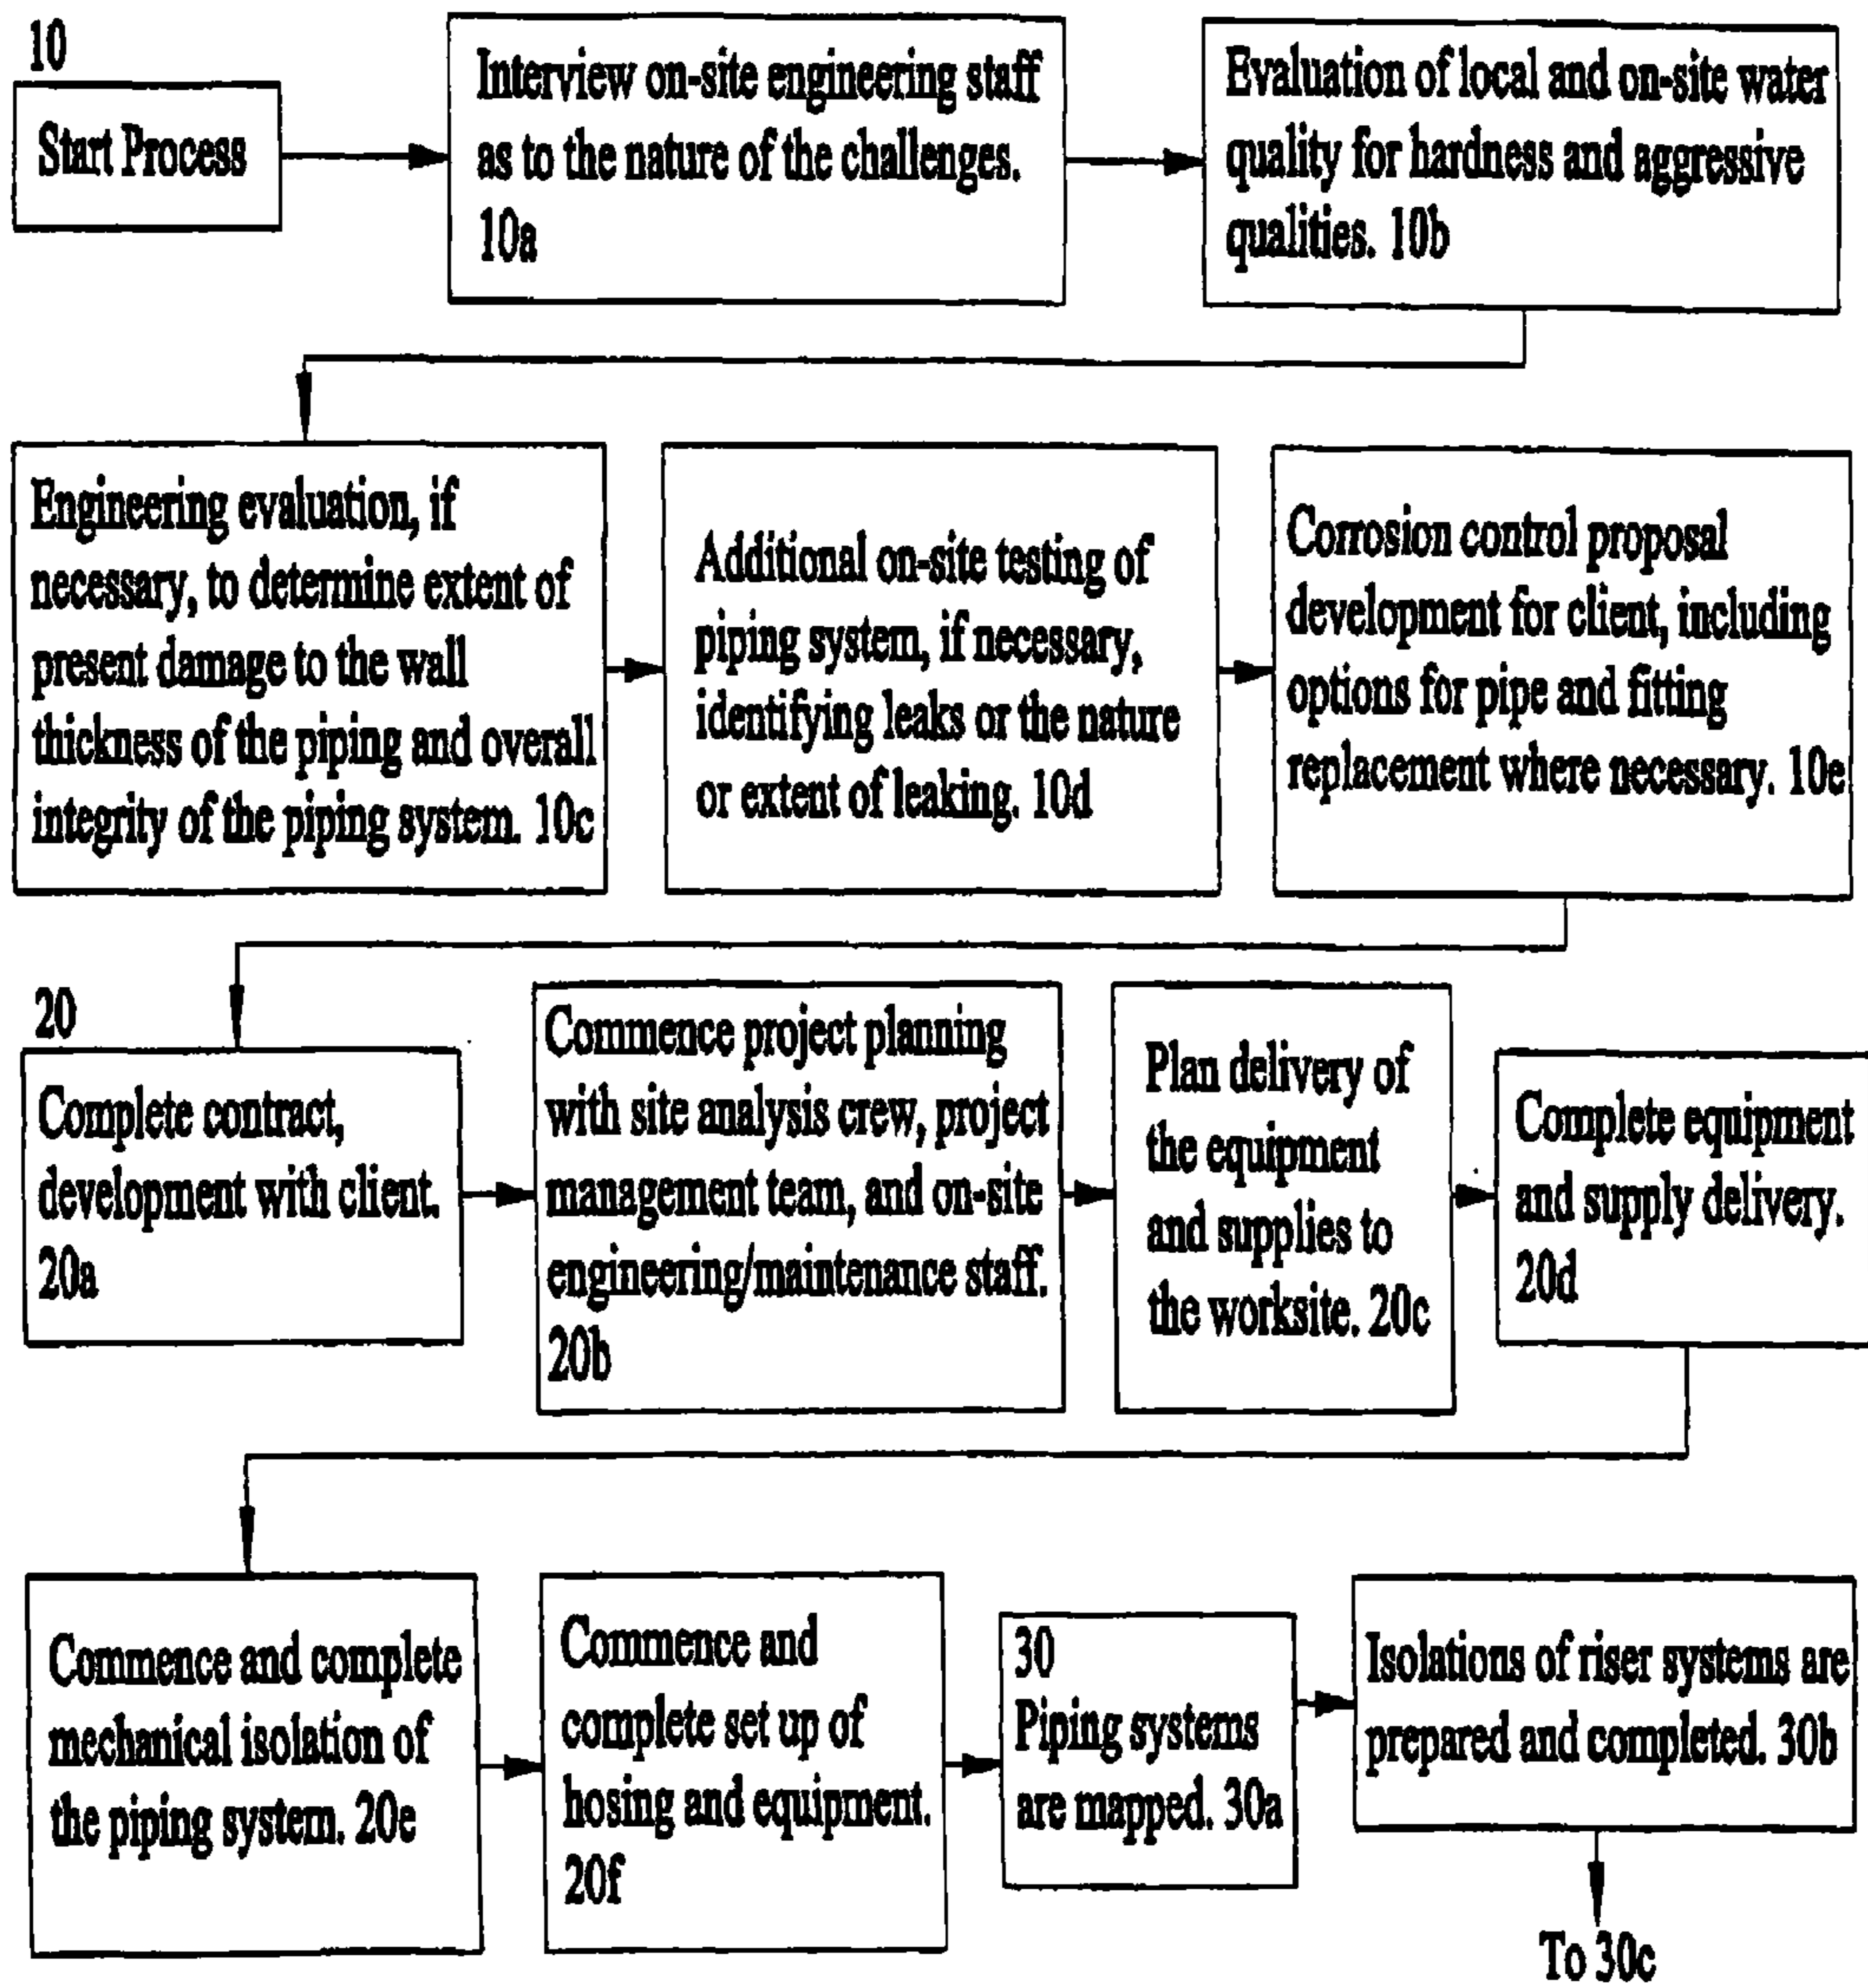 10
Start Process
Interview on-site engineering staff
as to the nature of the challenges.
10a
Evaluation of local and on-site water
quality for hardness and aggressive
qualities. 10b
Engineering evaluation, if
necessary, to determine extent of
present damage to the wall
thickness of the piping and overall
integrity of the piping system. 10c
Additional on-site testing of
piping system, if necessary,
identifying leaks or the nature
or extent of leaking. 10d
Corrosion control proposal
development for client, including
options for pipe and fitting
replacement where necessary. 10e
20
Complete contract,
development with client.
20a
Commence project planning
with site analysis crew, project
management team, and on-site
engineering/maintenance staff.
20b
Plan delivery of
the equipment
and supplies to
the worksite. 20c
Complete equipment
and supply delivery.
20d
Commence and complete
mechanical isolation of
the piping system. 20e
Commence and
complete set up of
hosing and equipment.
20f
30
Piping systems
are mapped. 30a
Isolations of riser systems are
prepared and completed. 30b
To 30c